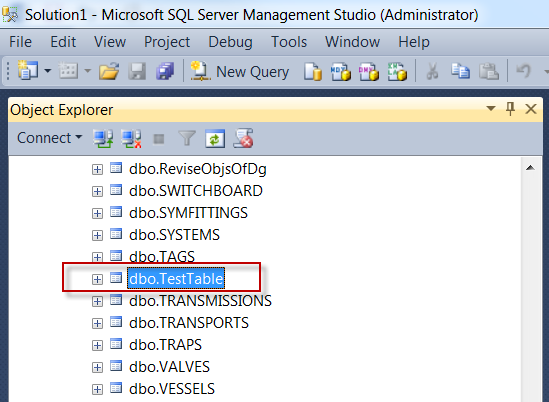 Solution1 - Microsoft SQL Server Management Studio (Administrator)
File Edit View Project Debug Tools Window Help
New Query
Object Explorer
Connect
dbo.ReviseObjsOfDg
dbo.SWITCHBOARD
dbo.SYMFITTINGS
dbo.SYSTEMS
dbo.TAGS
dbo.TestTable
dbo.TRANSMISSIONS
dbo.TRANSPORTS
dbo.TRAPS
dbo.VALVES
dbo.VESSELS